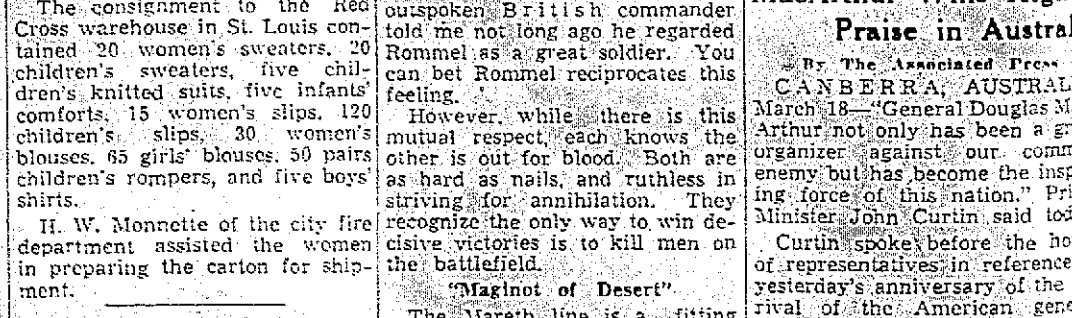 The consignment to the Red
Cross warehouse in St. Louis con-
tained 20 women's sweaters, 20
children's sweaters, five chil-
dren's knitted suits, five infants'
comforts, 15 women's slips, 120
children's slips, 30 women's
blouses, 65 girls' blouses, 50 pairs
children's rompers, and five boys'
shirts.
H. W. Monnette of the city fire
department assisted the women
in preparing the carton for ship-
ment.
outspoken British commander
told me not long ago he regarded
Rommel as a great soldier. You
can bet Rommel reciprocates this
feeling.
However, while there is this
mutual respect, each knows the
other is out for blood. Both are
as hard as nails, and ruthless in
striving for annihilation. They
recognize the only way to win de-
cisive victories is to kill men on
the battlefield.
"Maginot of Desert"
The Mareth line is a fitting
Praise in Austral
By The Associated Press
CANBERRA, AUSTRAL
March 18—"General Douglas M
Arthur not only has been a gr
organizer against our comm
enemy but has become the insp
ing force of this nation." Pri
Minister John Curtin said tod
Curtin spoke before the ho
of representatives in reference
yesterday's anniversary of the
rival of the American gene